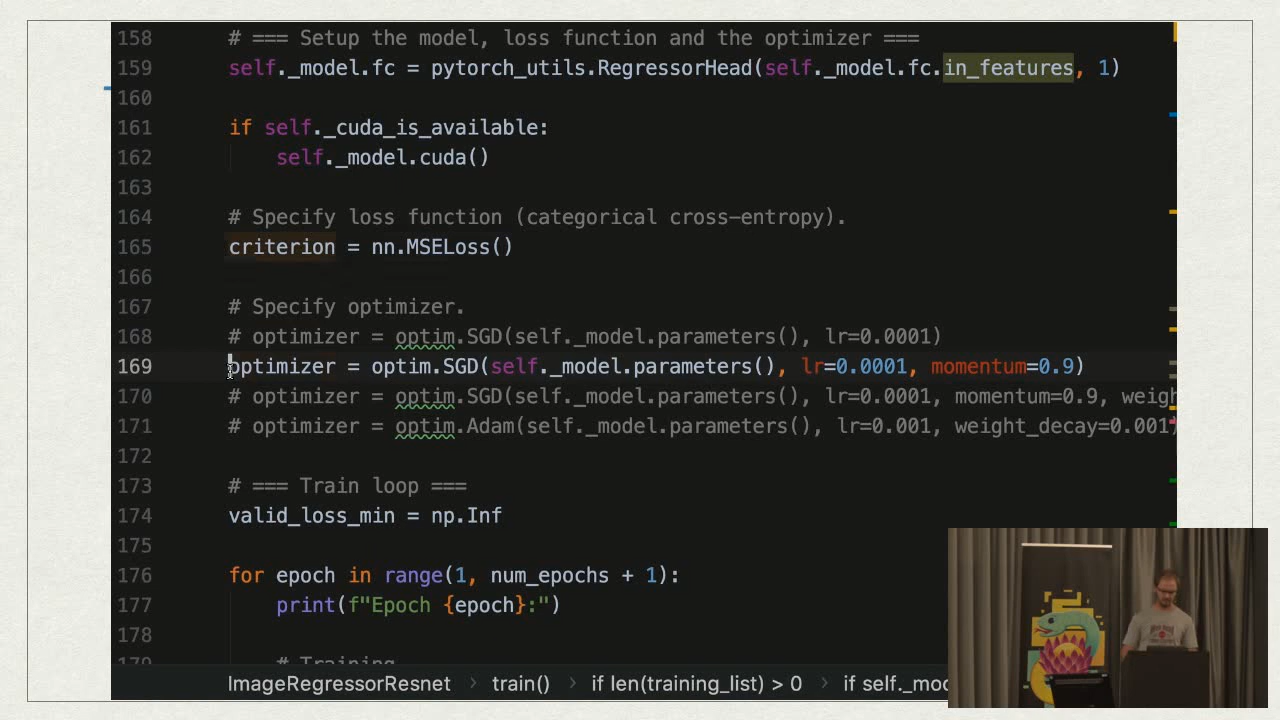 158 # === Setup the model, loss function and the optimizer ===
159 self._model.fc = pytorch_utils.RegressorHead(self._model.fc.in_features, 1)
160
161 if self._cuda_is_available:
162 self._model.cuda()
163
164 # Specify loss function (categorical cross-entropy).
165 criterion = nn.MSELoss()
166
167 # Specify optimizer.
168 # optimizer = optim.SGD(self._model.parameters(), lr=0.0001)
169 optimizer = optim.SGD(self._model.parameters(), lr=0.0001, momentum=0.9)
170 # optimizer = optim.SGD(self._model.parameters(), lr=0.0001, momentum=0.9, weigh
171 # optimizer = optim.Adam(self._model.parameters(), lr=0.001, weight_decay=0.001)
172
173 # === Train loop ===
174 valid_loss_min = np.Inf
175
176 for epoch in range(1, num_epochs + 1):
177 print(f"Epoch {epoch}:")
178
179 # Training
ImageRegressorResnet > train() > if len(training_list) > 0 > if self._mod